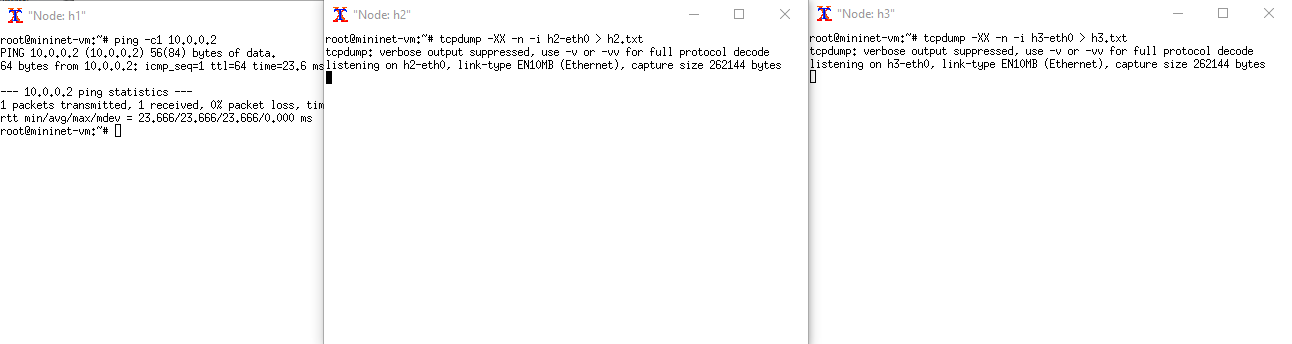 "Node: h1"
root@mininet-vm:~# ping -c1 10.0.0.2
PING 10.0.0.2 (10.0.0.2) 56(84) bytes of data.
64 bytes from 10.0.0.2: icmp_seq=1 ttl=64 time=23.6 ms
--- 10.0.0.2 ping statistics ---
1 packets transmitted, 1 received, 0% packet loss, tim
rtt min/avg/max/mdev = 23.666/23.666/23.666/0.000 ms
root@mininet-vm:~#
"Node: h2"
root@mininet-vm:~# tcpdump -XX -n -i h2-eth0 > h2.txt
tcpdump: verbose output suppressed, use -v or -vv for full protocol decode
listening on h2-eth0, link-type EN10MB (Ethernet), capture size 262144 bytes
"Node: h3"
root@mininet-vm:~# tcpdump -XX -n -i h3-eth0 > h3.txt
tcpdump: verbose output suppressed, use -v or -vv for full protocol decode
listening on h3-eth0, link-type EN10MB (Ethernet), capture size 262144 bytes